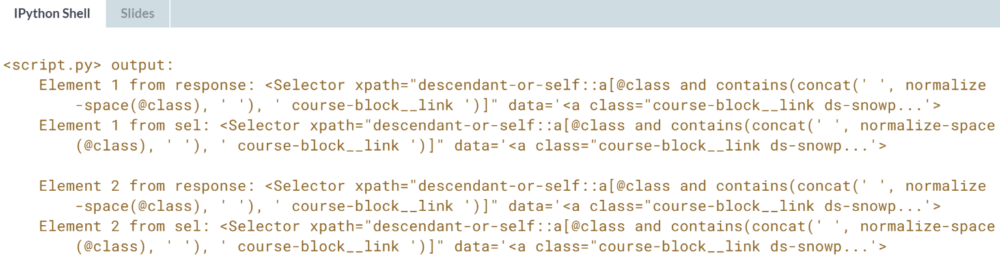 IPython Shell Slides
<script.py> output:
Element 1 from response: <Selector xpath="descendant-or-self::a[@class and contains(concat(' ', normalize
-space(@class), ' '), ' course-block__link ')]" data='<a class="course-block__link ds-snowp...'>
Element 1 from sel: <Selector xpath="descendant-or-self::a[@class and contains(concat(' ', normalize-space
(@class), ' '), ' course-block__link ')]" data='<a class="course-block__link ds-snowp...'>
Element 2 from response: <Selector xpath="descendant-or-self::a[@class and contains(concat(' ', normalize
-space(@class), ' '), ' course-block__link ')]" data='<a class="course-block__link ds-snowp...'>
Element 2 from sel: <Selector xpath="descendant-or-self::a[@class and contains(concat(' ', normalize-space
(@class), ' '), ' course-block__link ')]" data='<a class="course-block__link ds-snowp...'>